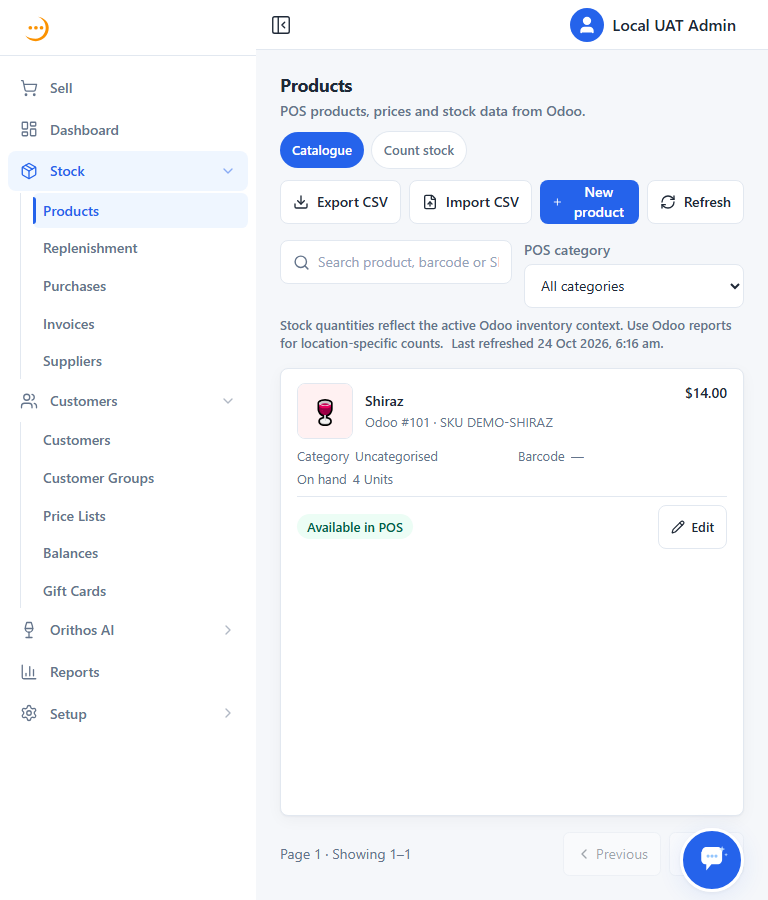 Local UAT Admin
Sell
Dashboard
Stock
Products
Replenishment
Purchases
Invoices
Suppliers
Customers
Customers
Customer Groups
Price Lists
Balances
Gift Cards
Orithos AI
Reports
Setup
Products
POS products, prices and stock data from Odoo.
Catalogue
Count stock
Export CSV
Import CSV
New
product
Refresh
Search product, barcode or S
POS category
All categories
Stock quantities reflect the active Odoo inventory context. Use Odoo reports
for location-specific counts. Last refreshed 24 Oct 2026, 6:16 am.
Shiraz
$14.00
Odoo #101 · SKU DEMO-SHIRAZ
Category Uncategorised
Barcode —
On hand 4 Units
Available in POS
Edit
Page 1 · Showing 1–1
Previous